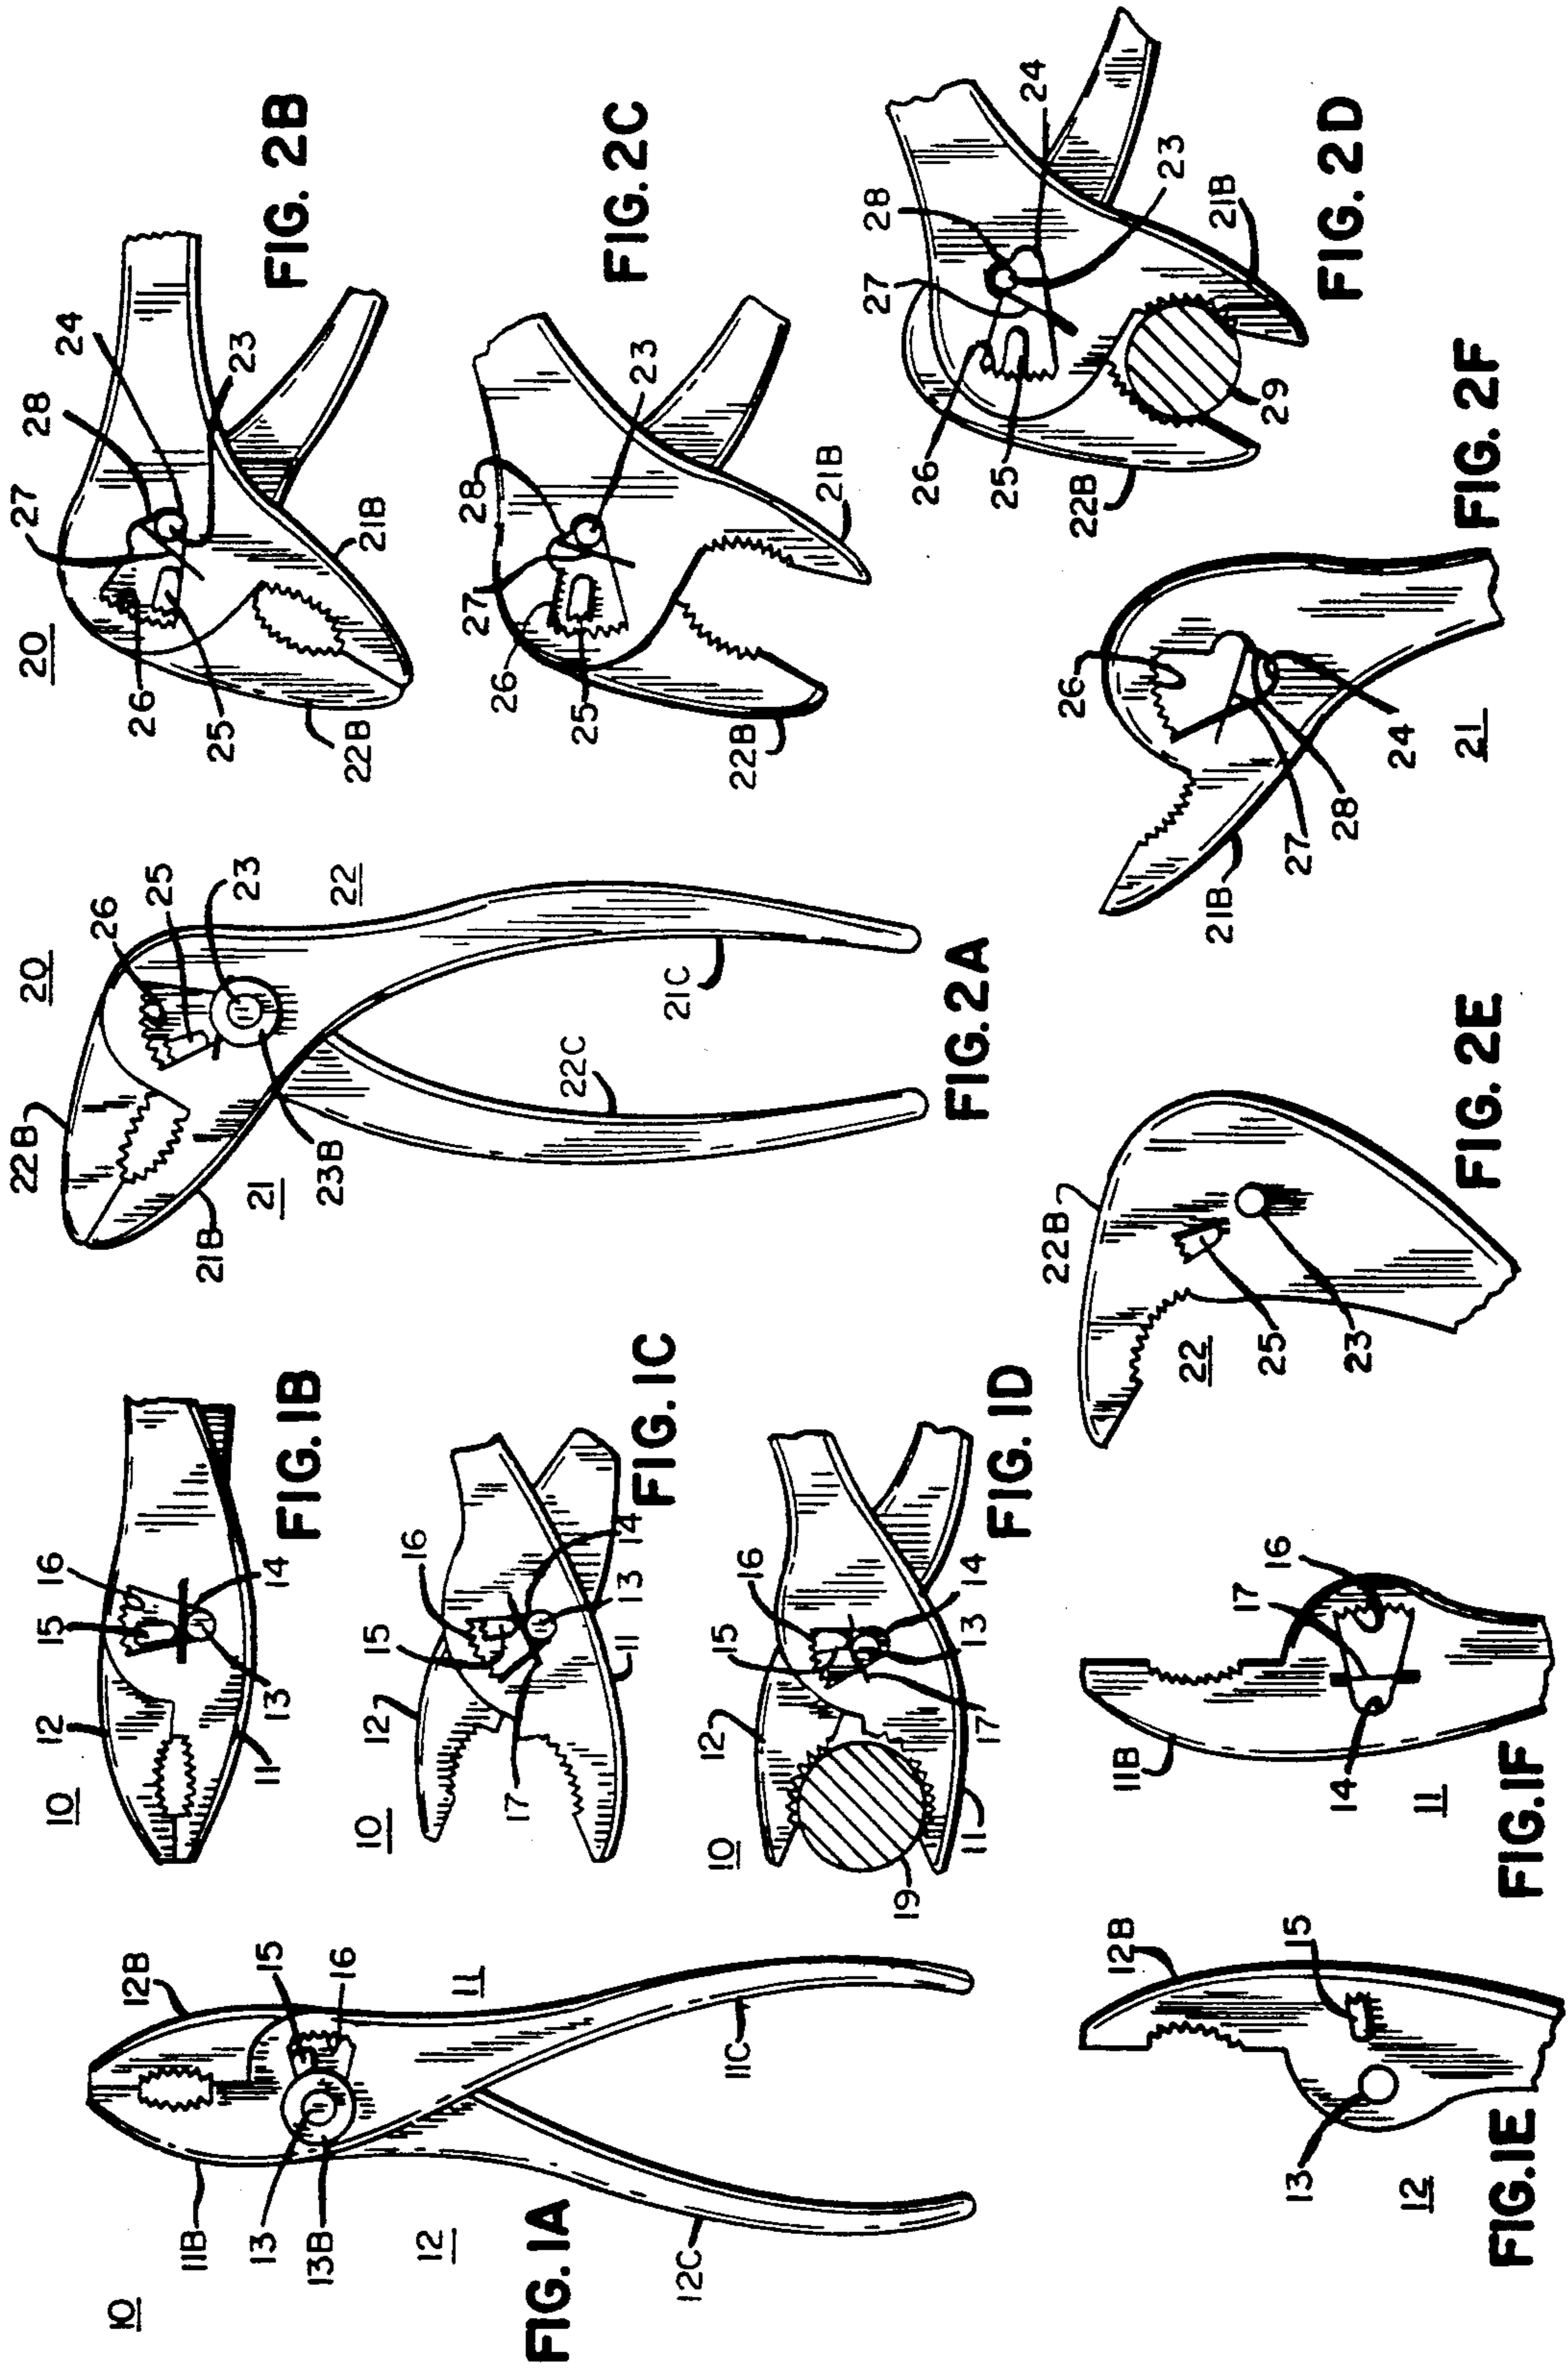 10
11B
12B
13
13B
15
16
12
11
12C
11C
FIG. 1A
10
12
15
16
11
13
14
FIG. 1B
10
12
15
16
17
11
13
14
FIG. 1C
10
12
15
16
19
11
17
13
14
FIG. 1D
12B
15
13
12
FIG. 1E
11B
17
16
14
11
FIG. 1F
20
22B
26
25
23
21B
21
23B
22
22C
21C
FIG. 2A
20
27
28
24
26
25
22B
23
21B
FIG. 2B
27
28
26
25
22B
23
21B
FIG. 2C
27
28
24
26
25
22B
23
29
21B
FIG. 2D
22B
22
25
23
FIG. 2E
26
21B
27
28
24
21
FIG. 2F